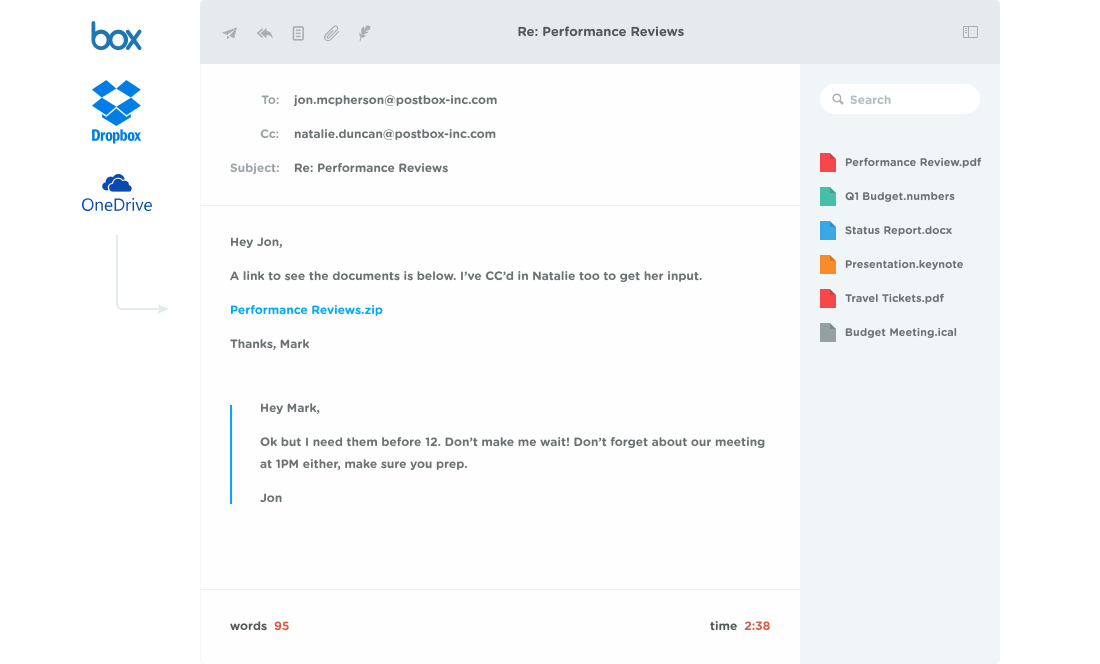 box
Dropbox
OneDrive
Re: Performance Reviews
To: jon.mcpherson@postbox-inc.com
Cc: natalie.duncan@postbox-inc.com
Subject: Re: Performance Reviews
Hey Jon,
A link to see the documents is below. I’ve CC’d in Natalie too to get her input.
Performance Reviews.zip
Thanks, Mark
Hey Mark,
Ok but I need them before 12. Don’t make me wait! Don’t forget about our meeting
at 1PM either, make sure you prep.
Jon
words 95
time 2:38
Search
Performance Review.pdf
Q1 Budget.numbers
Status Report.docx
Presentation.keynote
Travel Tickets.pdf
Budget Meeting.ical